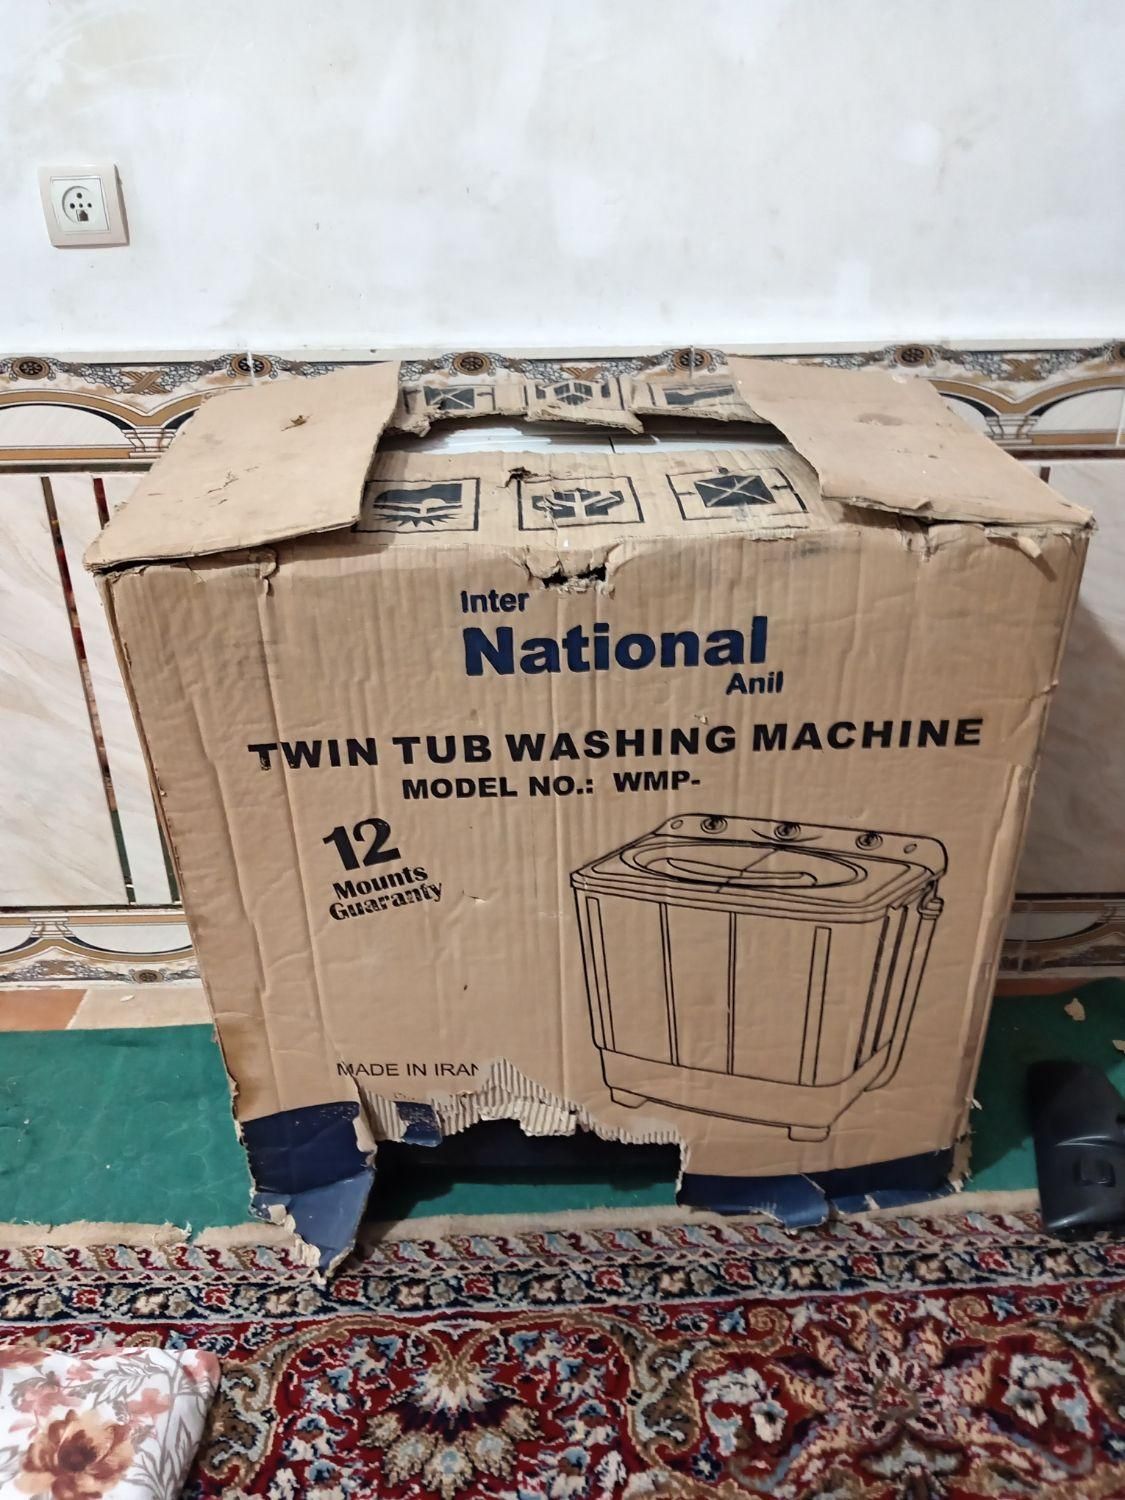 Inter
National
Anil
TWIN TUB WASHING MACHINE
MODEL NO.: WMP-
12
Mounts
Guaranty
MADE IN IRAN